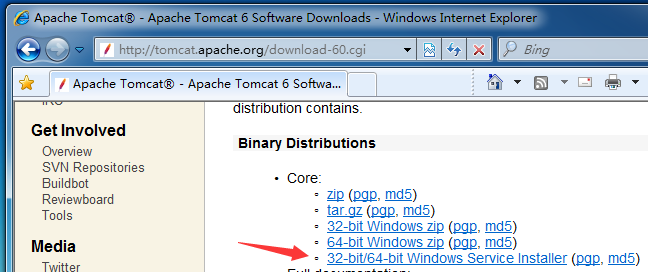 Apache Tomcat® - Apache Tomcat 6 Software Downloads - Windows Internet Explorer
http://tomcat.apache.org/download-60.cgi
Bing
Apache Tomcat® - Apache Tomcat 6 Softwa...
distribution contains.
Get Involved
Overview
SVN Repositories
Buildbot
Reviewboard
Tools
Media
Twitter
Binary Distributions
• Core:
zip (pgp, md5)
tar.gz (pgp, md5)
32-bit Windows zip (pgp, md5)
64-bit Windows zip (pgp, md5)
32-bit/64-bit Windows Service Installer (pgp, md5)